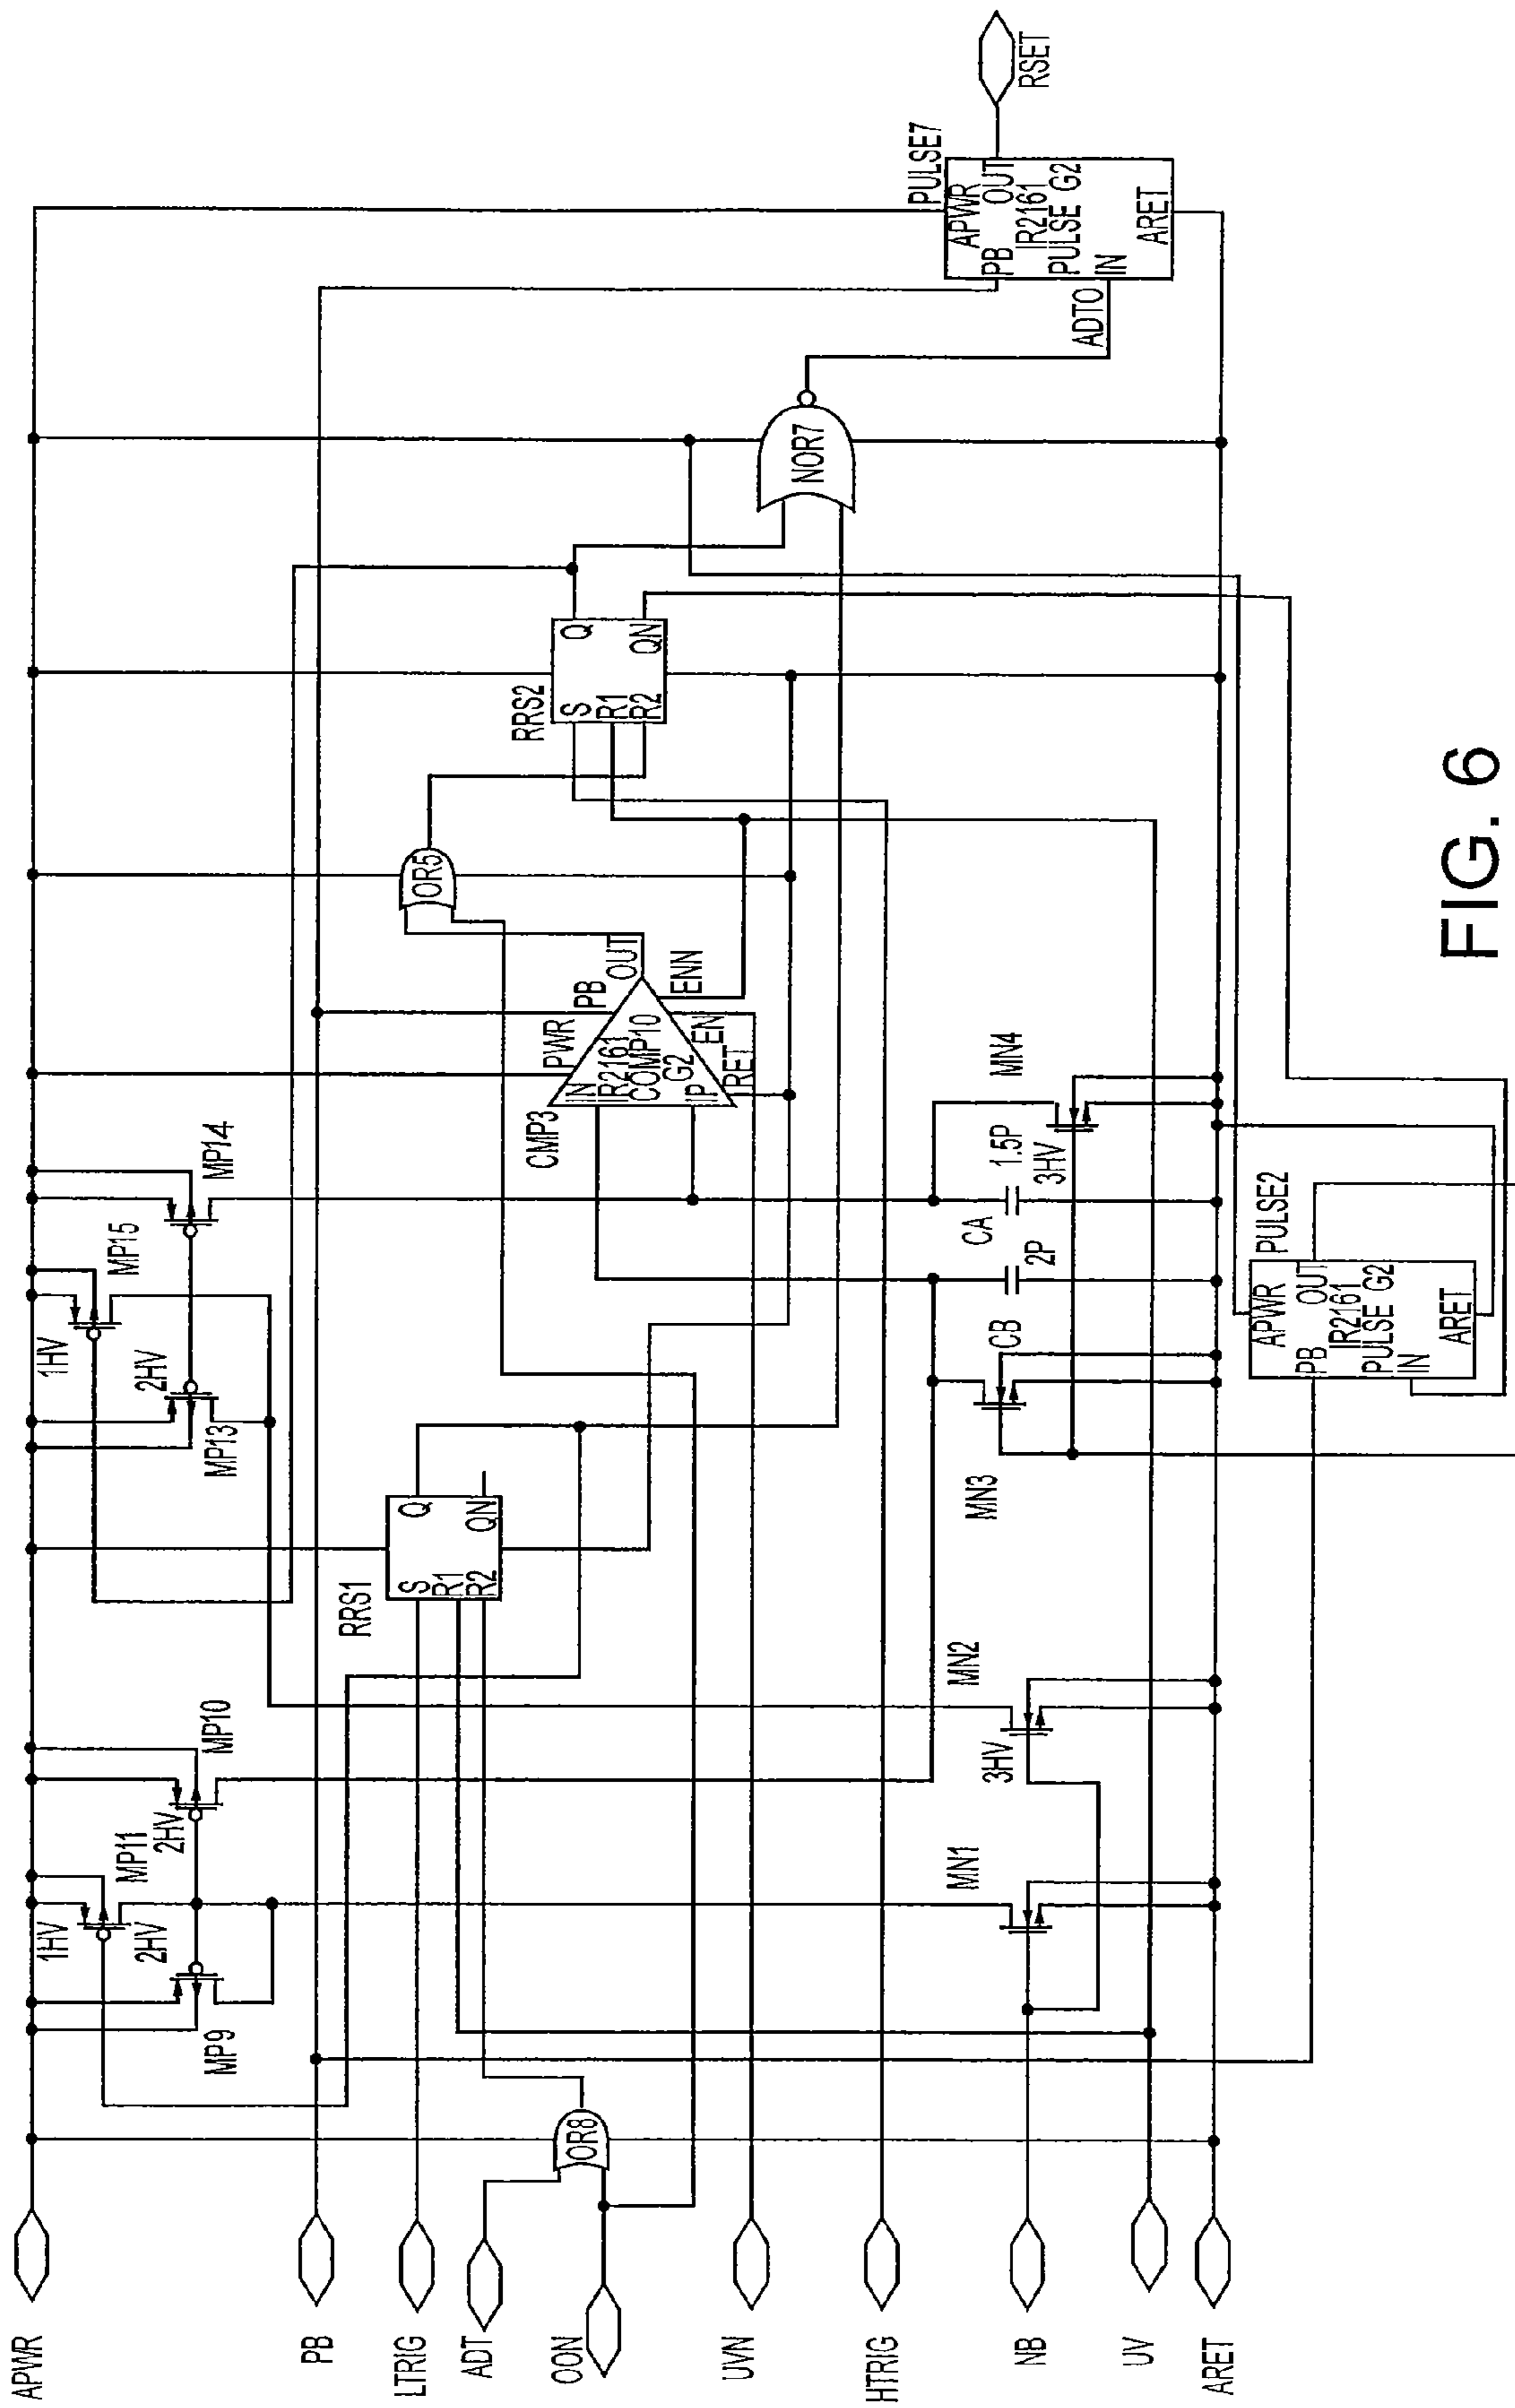 APWR
PB
LTRIG
ADT
OON
UVN
HTRIG
NB
UV
ARET
OR8
MP9
2HV
1HV
MP11
2HV
MP10
MN1
3HV
MN2
RRS1
S
R1
R2
Q
QN
MP13
2HV
1HV
MP15
MP14
MN3
CB
2P
CA
1.5P
3HV
MN4
CMP3
IN
IR2161
COMP10
G2
IP
PWR
PB
OUT
ENN
EN
RET
OR5
RRS2
S
R1
R2
Q
QN
NOR7
ADTO
PULSE7
APWR
PB
OUT
IR2161
PULSE G2
IN
ARET
RSET
PULSE2
APWR
PB
OUT
IR2161
PULSE G2
IN
ARET
FIG. 6